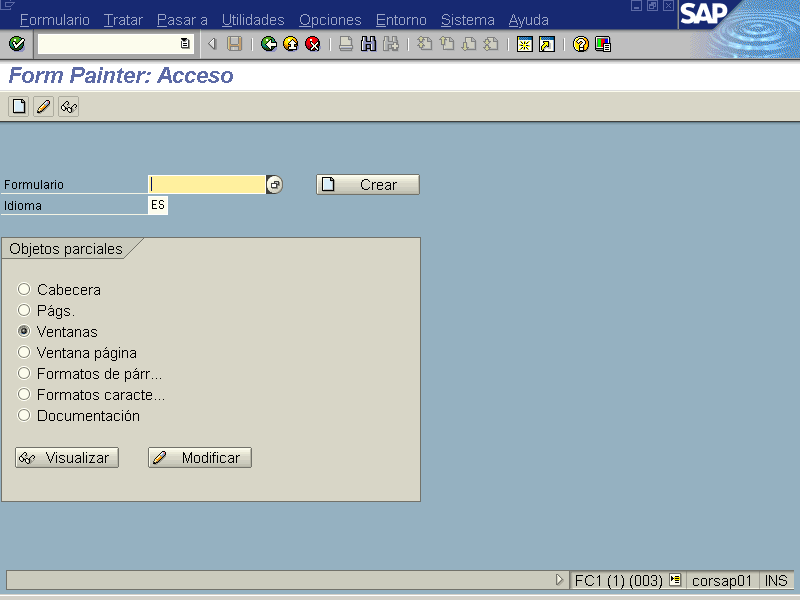 Formulario Tratar Pasar a Utilidades Opciones Entorno Sistema Ayuda
SAP
Form Painter: Acceso
Formulario
Crear
Idioma ES
Objetos parciales
Cabecera
Págs.
Ventanas
Ventana página
Formatos de párr...
Formatos caracte...
Documentación
Visualizar Modificar
FC1 (1) (003) corsap01 INS